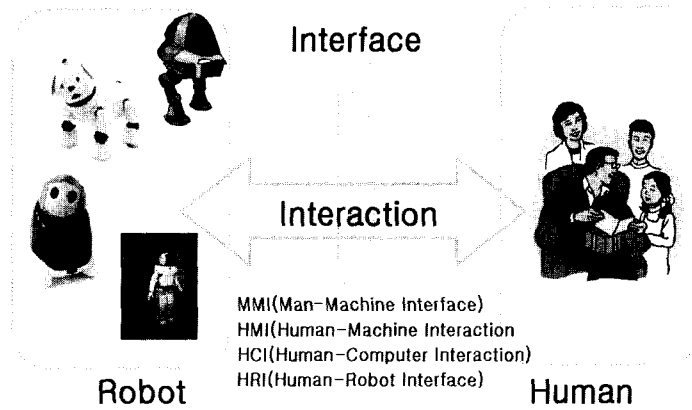 Interface
Interaction
MMI(Man-Machine Interface)
HMI(Human-Machine Interaction
HCI(Human-Computer Interaction)
HRI(Human-Robot Interface)
Robot
Human